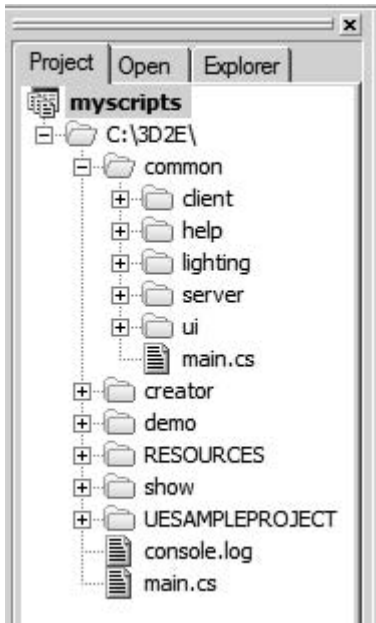 Project Open Explorer
myscripts
C:\3D2E\
common
client
help
lighting
server
ui
main.cs
creator
demo
RESOURCES
show
UESAMPLEPROJECT
console.log
main.cs